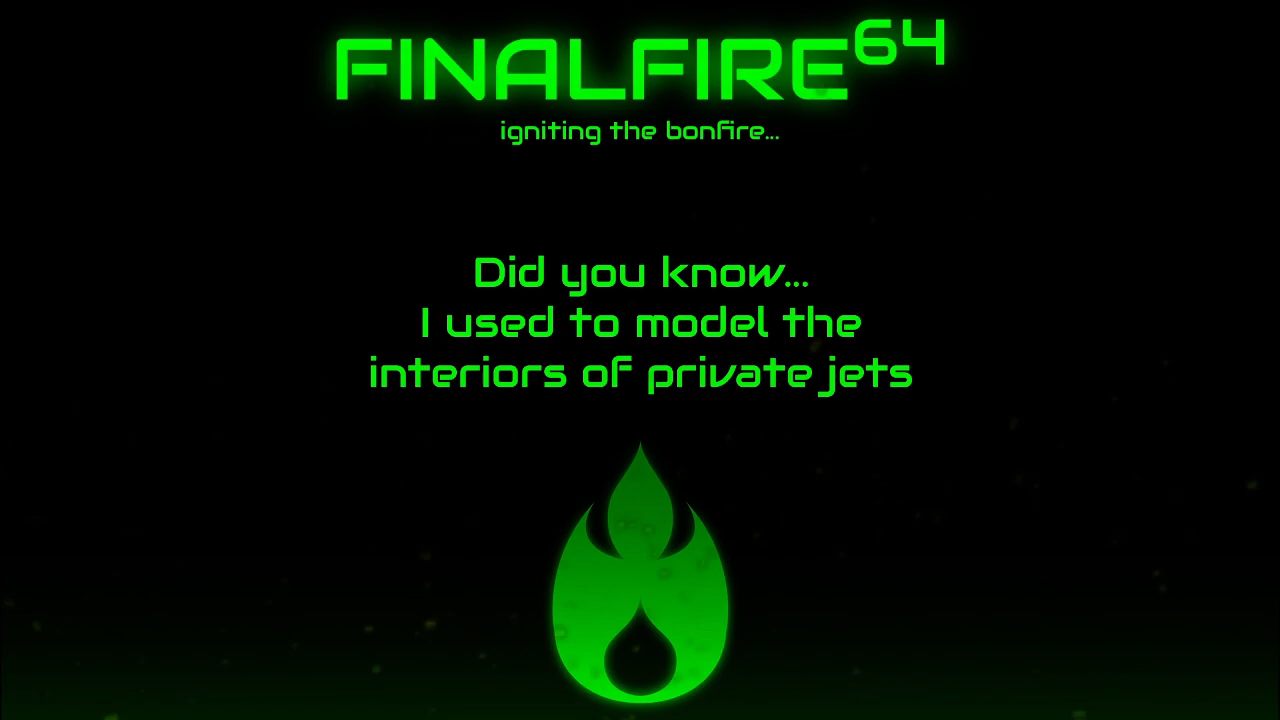 FINALFIRE64
igniting the bonfire...
Did you know...
I used to model the
interiors of private jets